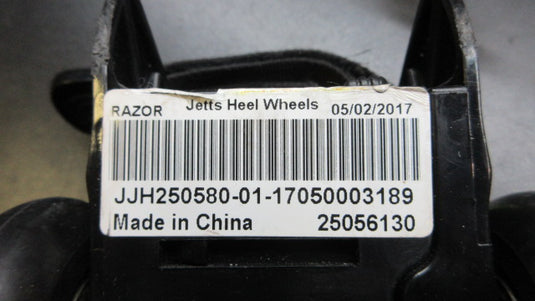 RAZOR Jetts Heel Wheels 05/02/2017
JJH250580-01-17050003189
Made in China 25056130